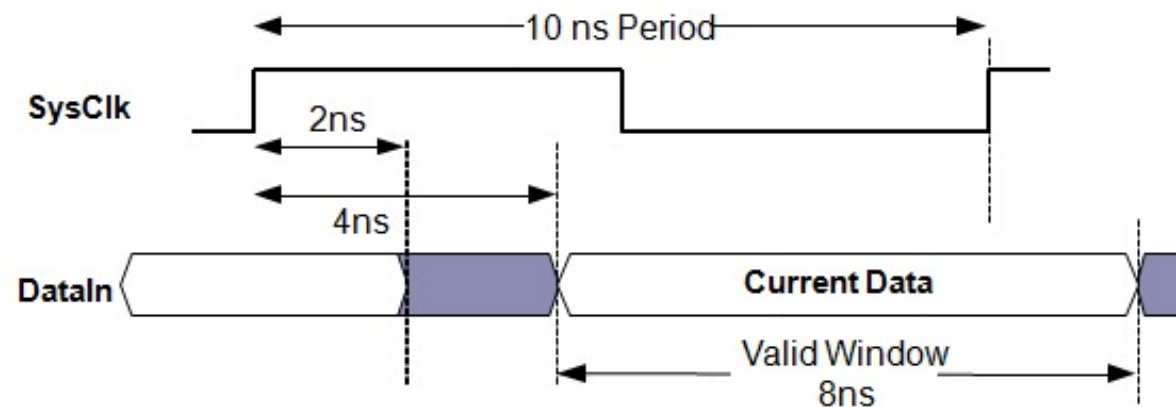 10 ns Period
SysClk
2ns
4ns
DataIn
Current Data
Valid Window
8ns